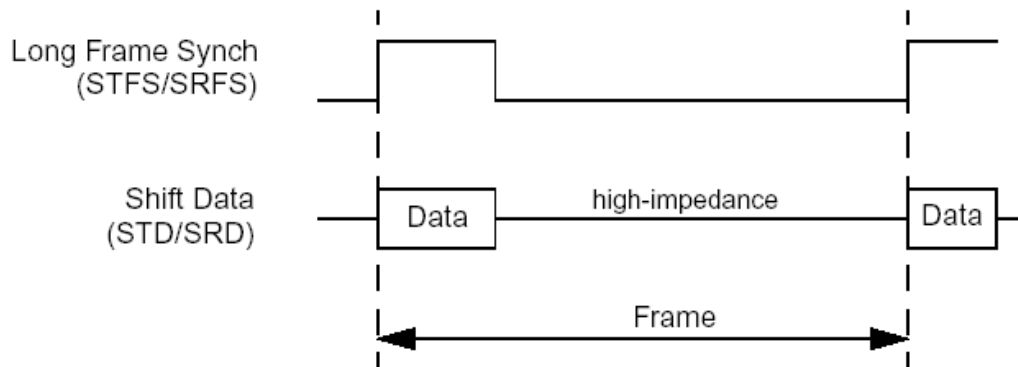 Long Frame Synch
(STFS/SRFS)
Shift Data
(STD/SRD)
Data
high-impedance
Data
Frame